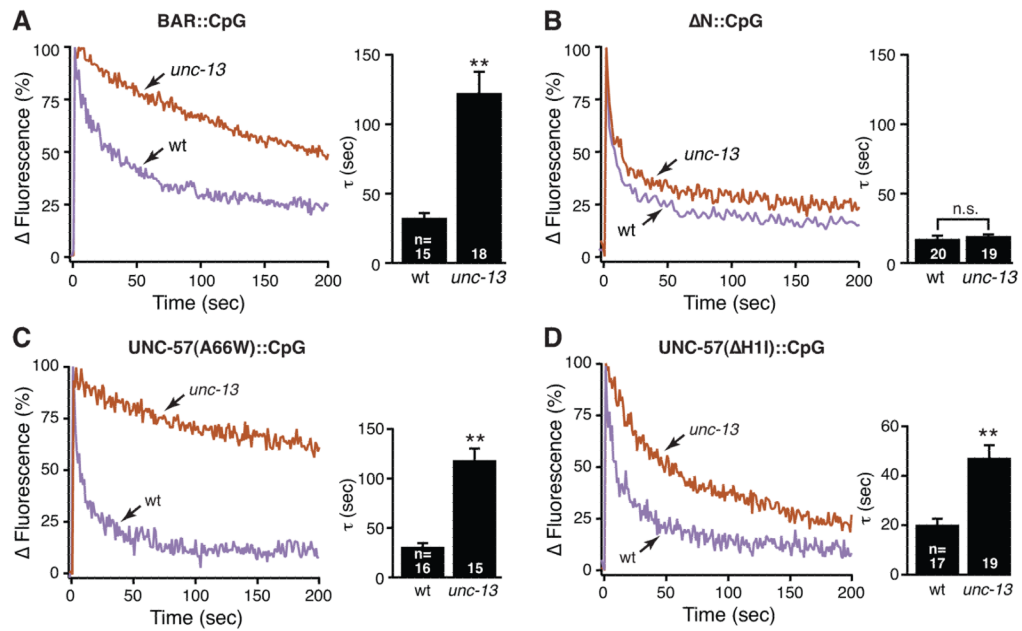 A
BAR::CpG
Δ Fluorescence (%)
100
75
50
25
0
unc-13
wt
0 50 100 150 200
Time (sec)
τ (sec)
150
100
50
0
**
n=
15
18
wt unc-13
B
ΔN::CpG
Δ Fluorescence (%)
100
75
50
25
0
unc-13
wt
0 50 100 150 200
Time (sec)
τ (sec)
150
100
50
0
n.s.
20
19
wt unc-13
C
UNC-57(A66W)::CpG
Δ Fluorescence (%)
100
75
50
25
0
unc-13
wt
0 50 100 150 200
Time (sec)
τ (sec)
150
100
50
0
**
n=
16
15
wt unc-13
D
UNC-57(ΔH1I)::CpG
Δ Fluorescence (%)
100
75
50
25
0
unc-13
wt
0 50 100 150 200
Time (sec)
τ (sec)
60
40
20
0
**
n=
17
19
wt unc-13